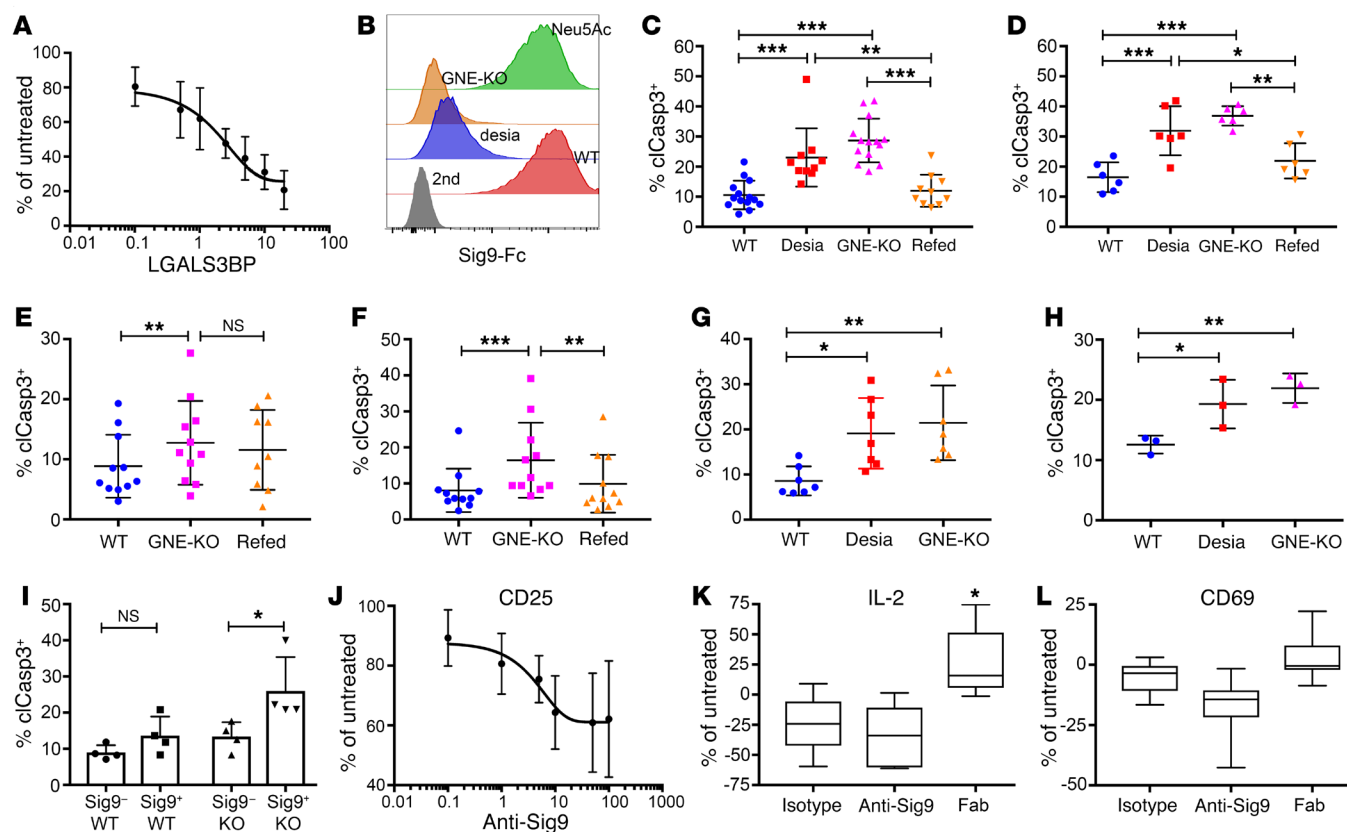 A
% of untreated
100
80
60
40
20
0
0.01 0.1 1 10 100
LGALS3BP
B
Neu5Ac
GNE-KO
desia
WT
2nd
Sig9-Fc
C
% clCasp3+
60
50
40
30
20
10
0
***
*** **
***
WT Desia GNE-KO Refed
D
% clCasp3+
60
50
40
30
20
10
0
***
*** *
**
WT Desia GNE-KO Refed
E
% clCasp3+
30
20
10
0
** NS
WT GNE-KO Refed
F
% clCasp3+
50
40
30
20
10
0
*** **
WT GNE-KO Refed
G
% clCasp3+
40
30
20
10
0
**
*
WT Desia GNE-KO
H
% clCasp3+
30
20
10
0
**
*
WT Desia GNE-KO
I
% clCasp3+
50
40
30
20
10
0
NS *
Sig9– Sig9+ Sig9– Sig9+
WT WT KO KO
J
CD25
% of untreated
100
80
60
40
0.01 0.1 1 10 100 1000
Anti-Sig9
K
IL-2
% of untreated
75
50
25
0
-25
-50
-75
*
Isotype Anti-Sig9 Fab
L
CD69
% of untreated
25
0
-25
-50
Isotype Anti-Sig9 Fab